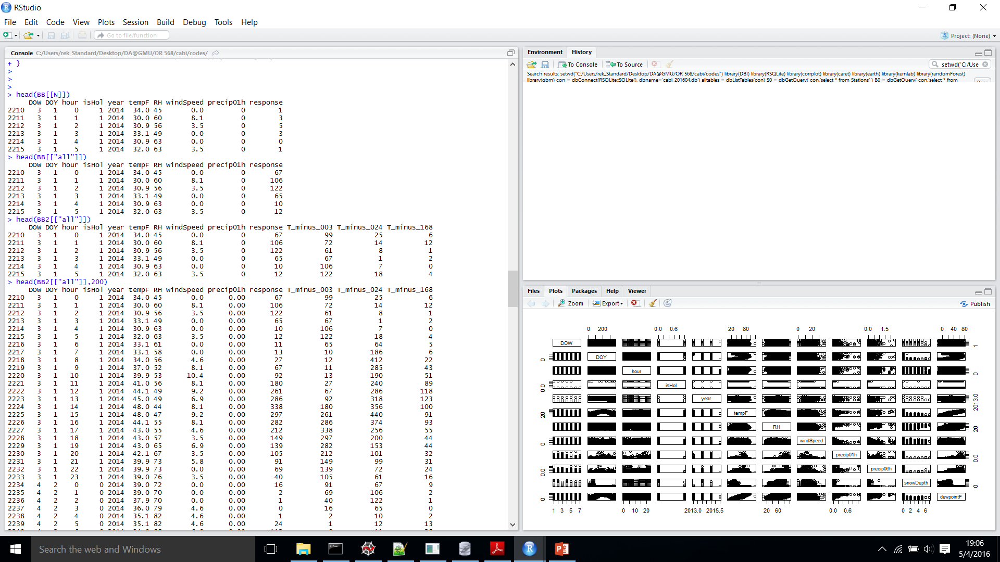 RStudio
File Edit Code View Plots Session Build Debug Tools Help
Go to file/function
Project: (None)
Console C:/Users/rek_Standard/Desktop/DA@GMU/OR 568/cabi/codes/
+ }
>
>
>
> head(BB[[N]])
DOW DOY hour isHol year tempF RH windSpeed precip01h response
2210 3 1 0 1 2014 34.0 45 0.0 0 1
2211 3 1 1 1 2014 30.0 60 8.1 0 3
2212 3 1 2 1 2014 30.9 56 3.5 0 5
2213 3 1 3 1 2014 33.1 49 0.0 0 3
2214 3 1 4 1 2014 30.9 63 0.0 0 0
2215 3 1 5 1 2014 32.0 63 3.5 0 1
> head(BB[["all"]])
DOW DOY hour isHol year tempF RH windSpeed precip01h response
2210 3 1 0 1 2014 34.0 45 0.0 0 67
2211 3 1 1 1 2014 30.0 60 8.1 0 106
2212 3 1 2 1 2014 30.9 56 3.5 0 122
2213 3 1 3 1 2014 33.1 49 0.0 0 65
2214 3 1 4 1 2014 30.9 63 0.0 0 10
2215 3 1 5 1 2014 32.0 63 3.5 0 12
> head(BB2[["all"]])
DOW DOY hour isHol year tempF RH windSpeed precip01h response T_minus_003 T_minus_024 T_minus_168
2210 3 1 0 1 2014 34.0 45 0.0 0 67 99 25 6
2211 3 1 1 1 2014 30.0 60 8.1 0 106 72 14 12
2212 3 1 2 1 2014 30.9 56 3.5 0 122 61 8 1
2213 3 1 3 1 2014 33.1 49 0.0 0 65 67 1 2
2214 3 1 4 1 2014 30.9 63 0.0 0 10 106 7 0
2215 3 1 5 1 2014 32.0 63 3.5 0 12 122 18 4
> head(BB2[["all"]],200)
DOW DOY hour isHol year tempF RH windSpeed precip01h response T_minus_003 T_minus_024 T_minus_168
2210 3 1 0 1 2014 34.0 45 0.0 0.00 67 99 25 6
2211 3 1 1 1 2014 30.0 60 8.1 0.00 106 72 14 12
2212 3 1 2 1 2014 30.9 56 3.5 0.00 122 61 8 1
2213 3 1 3 1 2014 33.1 49 0.0 0.00 65 67 1 2
2214 3 1 4 1 2014 30.9 63 0.0 0.00 10 106 7 0
2215 3 1 5 1 2014 32.0 63 3.5 0.00 12 122 18 4
2216 3 1 6 1 2014 33.1 61 0.0 0.00 11 65 64 5
2217 3 1 7 1 2014 33.1 58 0.0 0.00 13 10 186 6
2218 3 1 8 1 2014 34.0 56 4.6 0.00 27 12 412 22
2219 3 1 9 1 2014 37.0 52 8.1 0.00 67 11 285 43
2220 3 1 10 1 2014 39.9 53 10.4 0.00 92 13 190 51
2221 3 1 11 1 2014 41.0 56 8.1 0.00 180 27 240 89
2222 3 1 12 1 2014 44.1 49 9.2 0.00 261 67 286 118
2223 3 1 13 1 2014 45.0 49 6.9 0.00 286 92 318 123
2224 3 1 14 1 2014 48.0 44 8.1 0.00 338 180 356 100
2225 3 1 15 1 2014 48.0 47 9.2 0.00 297 261 440 91
2226 3 1 16 1 2014 44.1 55 8.1 0.00 282 286 374 93
2227 3 1 17 1 2014 43.0 55 4.6 0.00 212 338 256 55
2228 3 1 18 1 2014 43.0 57 3.5 0.00 149 297 200 44
2229 3 1 19 1 2014 43.0 65 6.9 0.00 139 282 153 44
2230 3 1 20 1 2014 42.1 67 3.5 0.00 105 212 101 32
2231 3 1 21 1 2014 39.9 73 5.8 0.00 91 149 99 31
2232 3 1 22 1 2014 39.9 73 0.0 0.00 69 139 72 24
2233 3 1 23 1 2014 39.0 76 3.5 0.00 40 105 61 16
2234 4 2 0 0 2014 39.0 72 0.0 0.00 16 91 67 9
2235 4 2 1 0 2014 39.0 70 0.0 0.00 2 69 106 2
2236 4 2 2 0 2014 37.9 70 0.0 0.00 1 40 122 1
2237 4 2 3 0 2014 36.0 79 4.6 0.00 0 16 65 0
2238 4 2 4 0 2014 35.1 82 4.6 0.00 1 2 10 2
2239 4 2 5 0 2014 35.1 82 4.6 0.00 24 1 12 13
Environment History
To Console To Source
setwd("C:/Use
Search results: setwd("C:/Users/rek_Standard/Desktop/DA@GMU/OR 568/cabi/codes") library(DBI) library(RSQLite) library(corrplot) library(caret) library(earth) library(kernlab) library(randomForest)
library(gbm) con = dbConnect(RSQLite::SQLite(), dbname='cabi_201604.db') alltables = dbListTables(con) S0 = dbGetQuery( con,'select * from Stations' ) B0 = dbGetQuery( con,'select * from
Files Plots Packages Help Viewer
Zoom Export Publish
0 200 0.0 0.6 20 80 0 20 0.0 1.5 0 40 80
DOW 1
0 DOY
hour 0
0.0 isHol
year 2013.0
20 tempF
RH 20
0 windSpeed
precip01h 0.0
0.0 precip06h
snowDepth 0
0 dewpointF
1 3 5 7 0 10 20 2013.0 2015.5 20 60 0.0 0.6 0 2 4 6
Search the web and Windows
19:06
5/4/2016